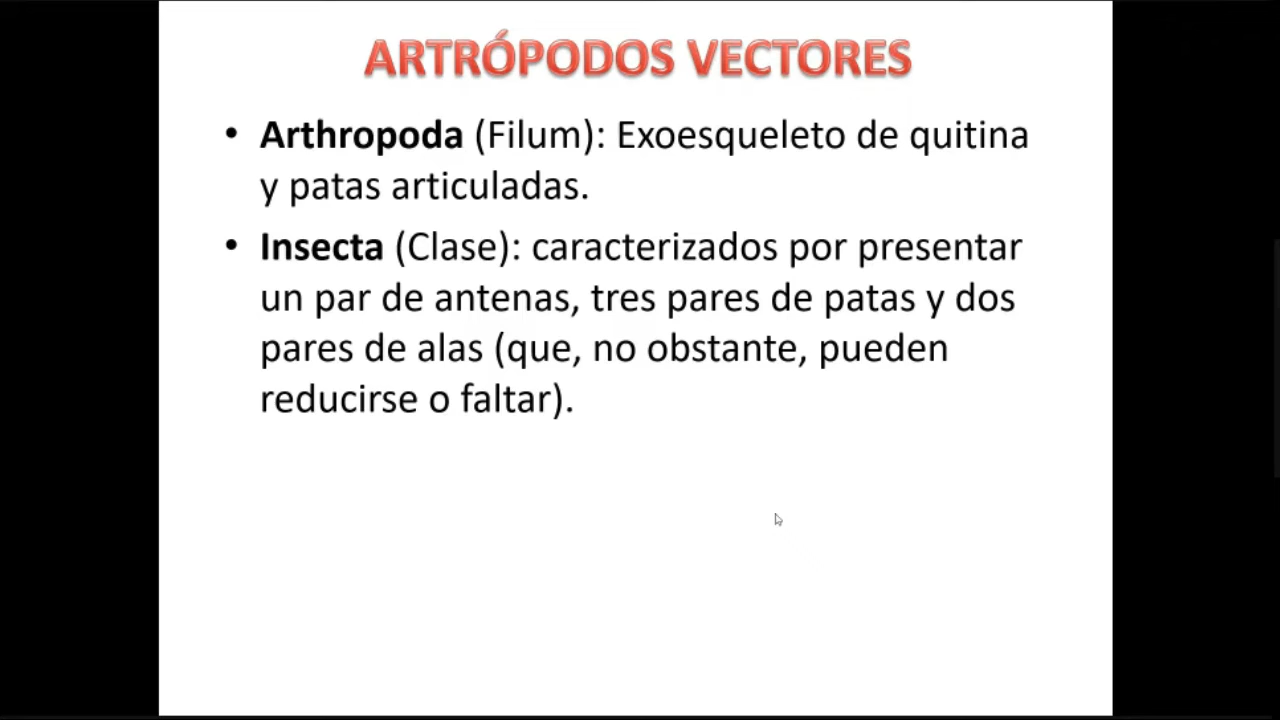 ARTRÓPODOS VECTORES
• Arthropoda (Filum): Exoesqueleto de quitina
y patas articuladas.
• Insecta (Clase): caracterizados por presentar
un par de antenas, tres pares de patas y dos
pares de alas (que, no obstante, pueden
reducirse o faltar).